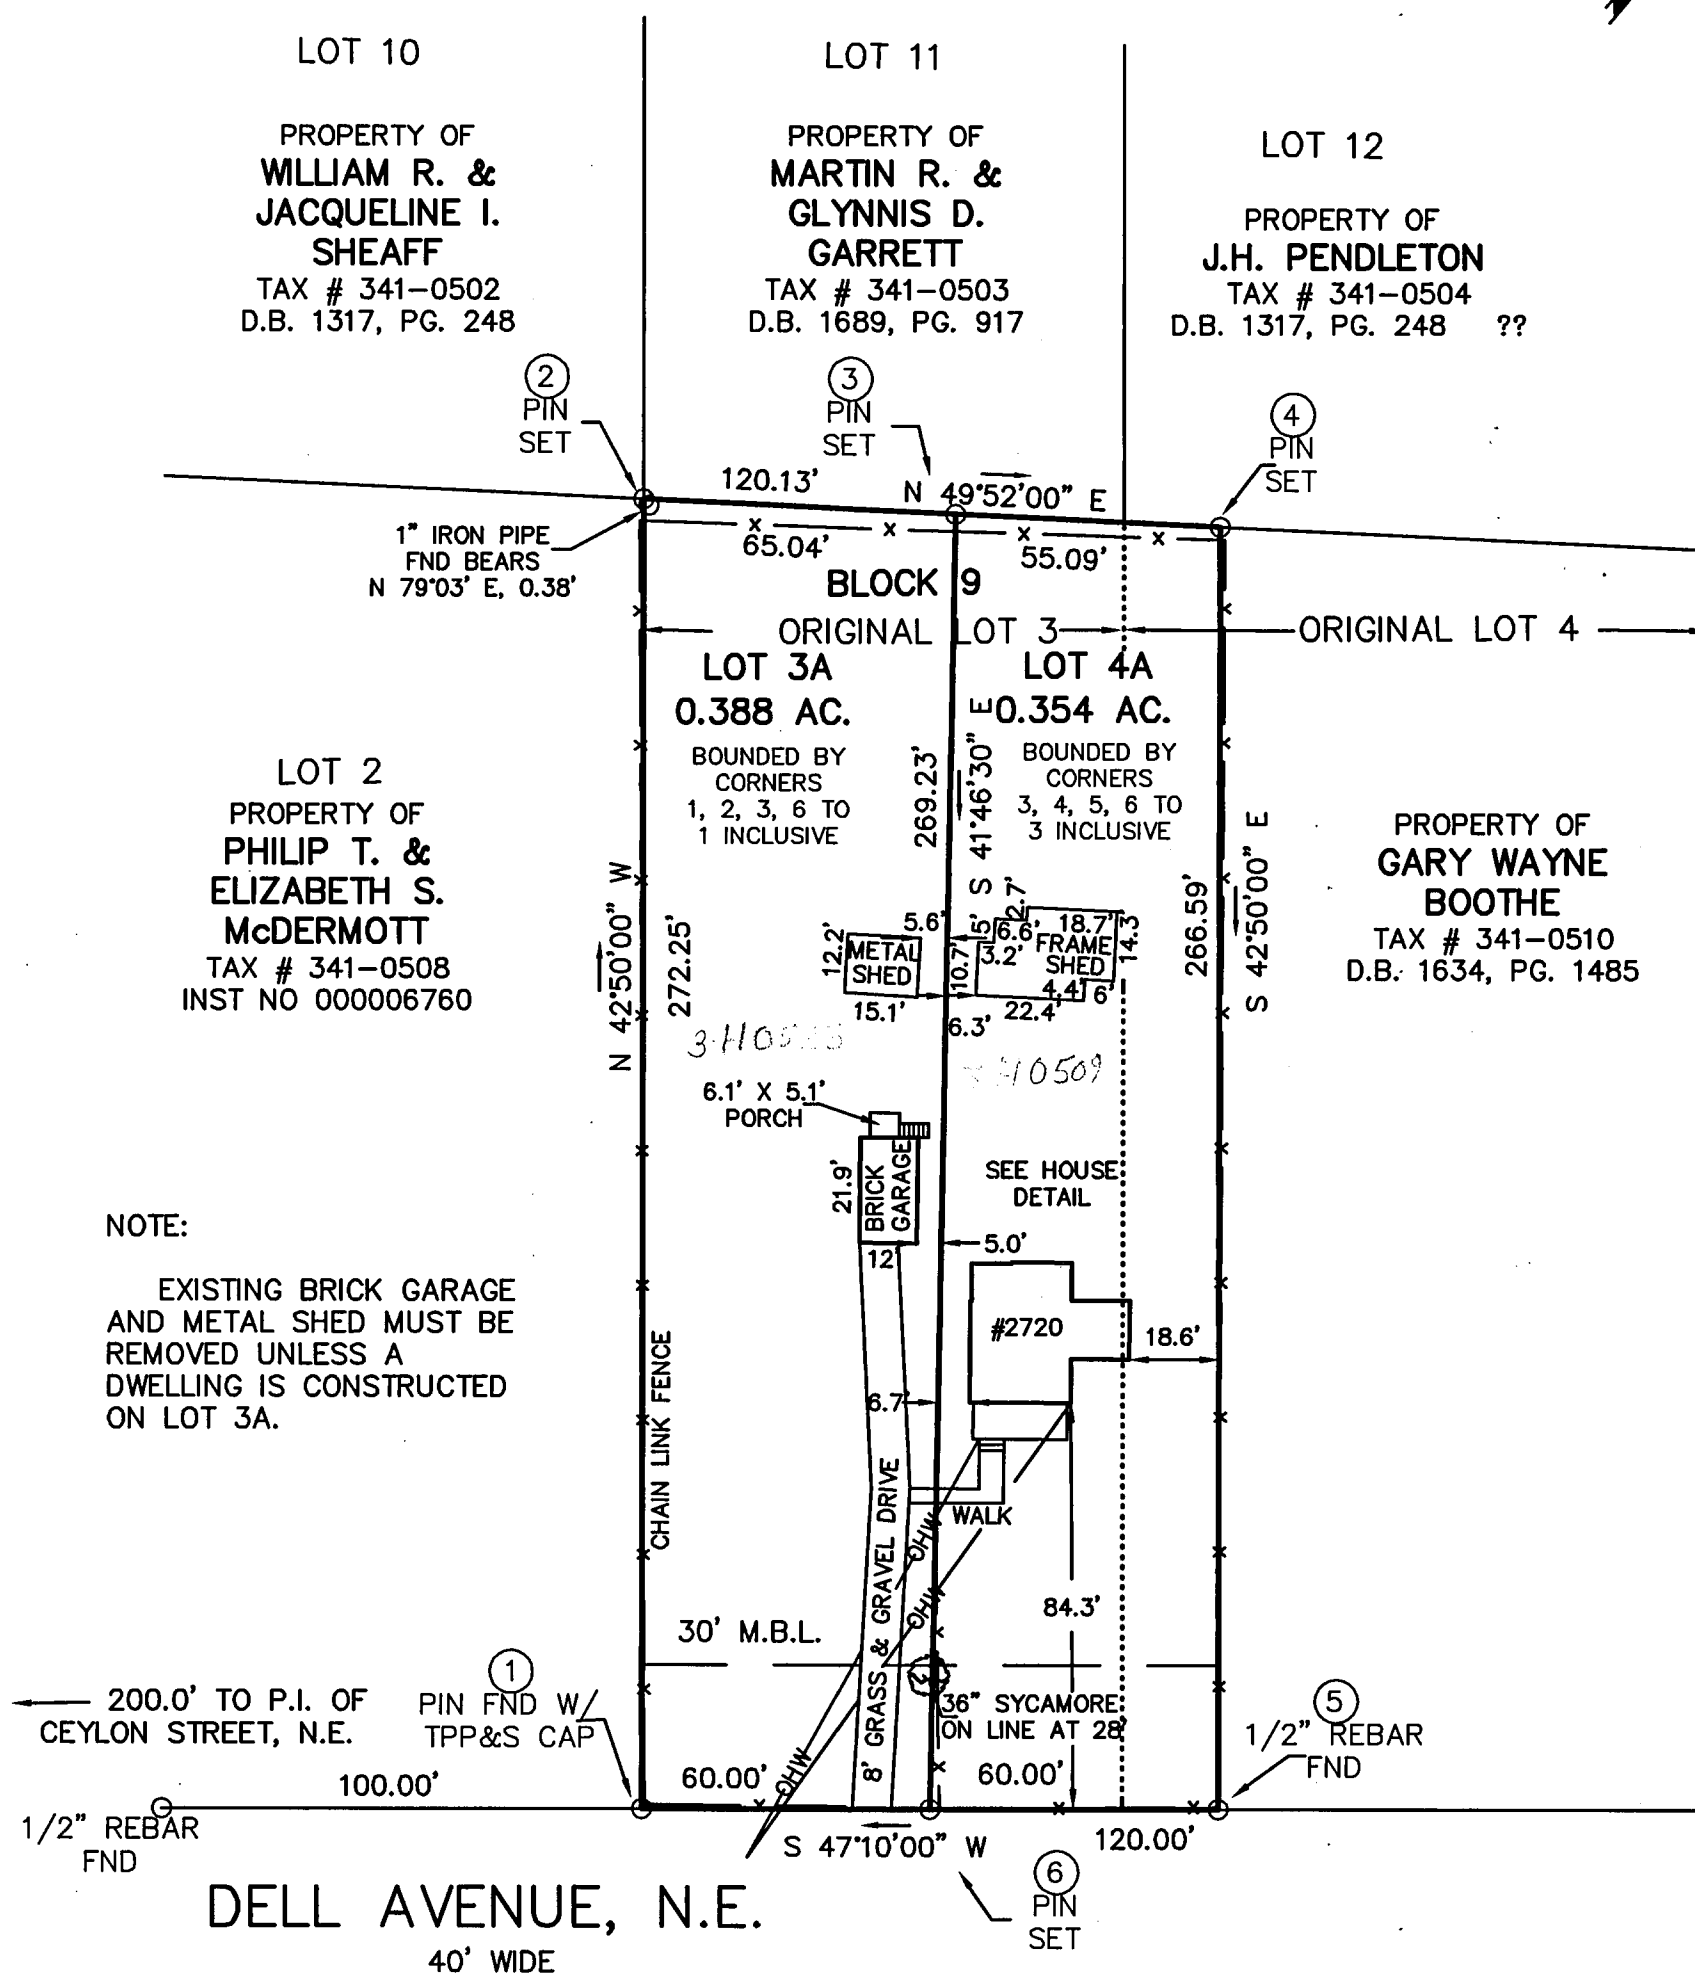 LOT 10
PROPERTY OF
WILLIAM R. &
JACQUELINE I.
SHEAFF
TAX # 341-0502
D.B. 1317, PG. 248
LOT 11
PROPERTY OF
MARTIN R. &
GLYNNIS D.
GARRETT
TAX # 341-0503
D.B. 1689, PG. 917
LOT 12
PROPERTY OF
J.H. PENDLETON
TAX # 341-0504
D.B. 1317, PG. 248 ??
2
PIN
SET
3
PIN
SET
4
PIN
SET
120.13'
N 49°52'00" E
1" IRON PIPE
FND BEARS
N 79°03' E, 0.38'
65.04'
55.09'
BLOCK 9
ORIGINAL LOT 3
ORIGINAL LOT 4
LOT 3A
0.388 AC.
BOUNDED BY
CORNERS
1, 2, 3, 6 TO
1 INCLUSIVE
LOT 4A
0.354 AC.
BOUNDED BY
CORNERS
3, 4, 5, 6 TO
3 INCLUSIVE
269.23'
S 41°46'30" E
LOT 2
PROPERTY OF
PHILIP T. &
ELIZABETH S.
McDERMOTT
TAX # 341-0508
INST NO 000006760
N 42°50'00" W
272.25'
266.59'
S 42°50'00" E
PROPERTY OF
GARY WAYNE
BOOTHE
TAX # 341-0510
D.B. 1634, PG. 1485
5.6'
12.2'
METAL
SHED
15.1'
10.7'
5'
2.7'
6.6'
18.7'
3.2'
FRAME
SHED
14.3
4.4'
6'
22.4'
6.3'
6.1' X 5.1'
PORCH
21.9'
BRICK
GARAGE
12'
SEE HOUSE
DETAIL
5.0'
#2720
18.6'
6.7'
NOTE:
EXISTING BRICK GARAGE
AND METAL SHED MUST BE
REMOVED UNLESS A
DWELLING IS CONSTRUCTED
ON LOT 3A.
CHAIN LINK FENCE
8' GRASS & GRAVEL DRIVE
WALK
OHW
OHW
OHW
84.3'
30' M.B.L.
36" SYCAMORE
ON LINE AT 28'
1
PIN FND W/
TPP&S CAP
200.0' TO P.I. OF
CEYLON STREET, N.E.
5
1/2" REBAR
FND
100.00'
60.00'
60.00'
1/2" REBAR
FND
S 47°10'00" W
120.00'
6
PIN
SET
DELL AVENUE, N.E.
40' WIDE